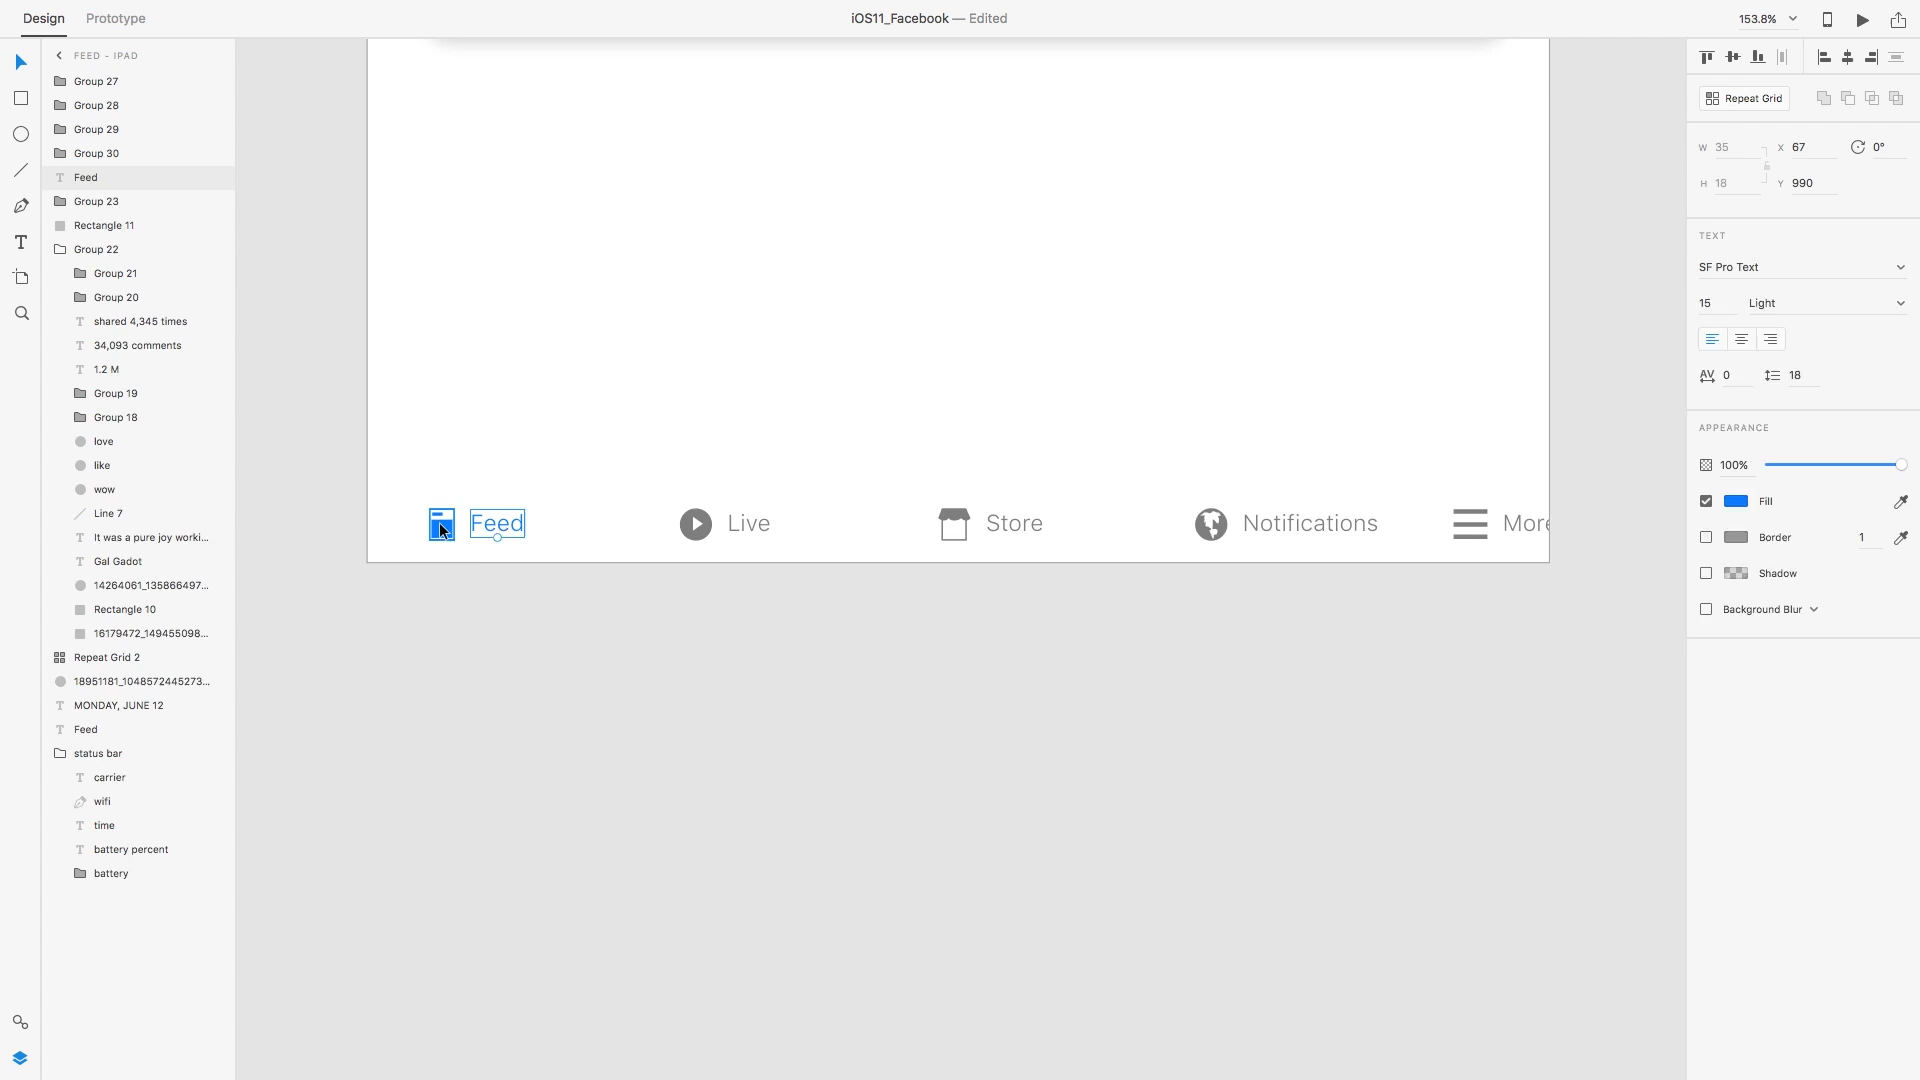 Design Prototype iOS11_Facebook — Edited 153.8%
FEED - IPAD
Group 27
Group 28
Group 29
Group 30
Feed
Group 23
Rectangle 11
Group 22
Group 21
Group 20
shared 4,345 times
34,093 comments
1.2 M
Group 19
Group 18
love
like
wow
Line 7
It was a pure joy worki...
Gal Gadot
14264061_135866497...
Rectangle 10
16179472_149455098...
Repeat Grid 2
18951181_1048572445273...
MONDAY, JUNE 12
Feed
status bar
carrier
wifi
time
battery percent
battery
Feed Live Store Notifications More
Repeat Grid
W 35 X 67 0°
H 18 Y 990
TEXT
SF Pro Text
15 Light
AV 0 18
APPEARANCE
100%
Fill
Border 1
Shadow
Background Blur